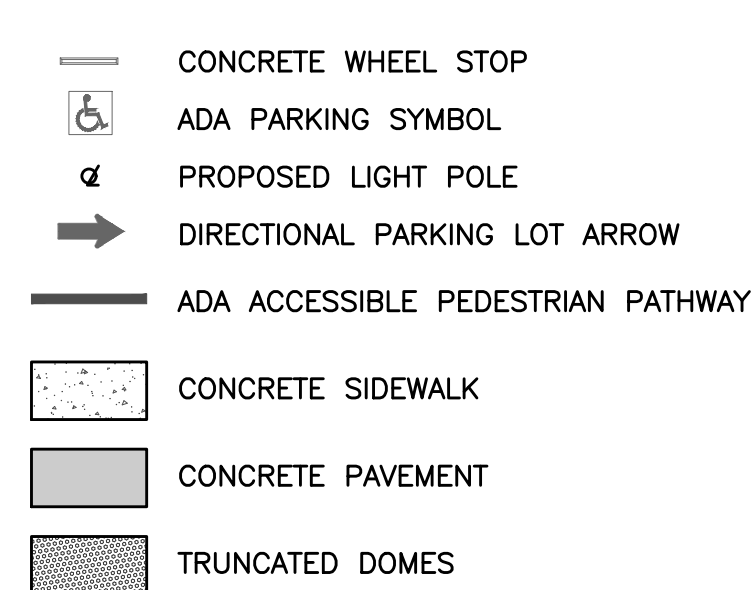 CONCRETE WHEEL STOP
ADA PARKING SYMBOL
PROPOSED LIGHT POLE
DIRECTIONAL PARKING LOT ARROW
ADA ACCESSIBLE PEDESTRIAN PATHWAY
CONCRETE SIDEWALK
CONCRETE PAVEMENT
TRUNCATED DOMES